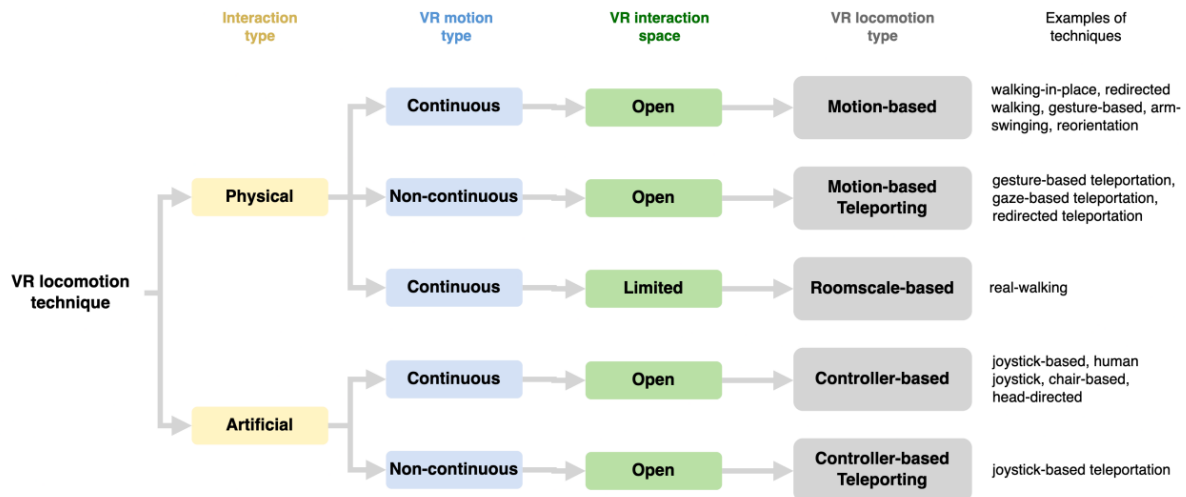 Interaction
type
VR motion
type
VR interaction
space
VR locomotion
type
Examples of
techniques
Continuous
Open
Motion-based
walking-in-place, redirected
walking, gesture-based, arm-
swinging, reorientation
Physical
Non-continuous
Open
Motion-based
Teleporting
gesture-based teleportation,
gaze-based teleportation,
redirected teleportation
VR locomotion
technique
Continuous
Limited
Roomscale-based
real-walking
Continuous
Open
Controller-based
joystick-based, human
joystick, chair-based,
head-directed
Artificial
Non-continuous
Open
Controller-based
Teleporting
joystick-based teleportation